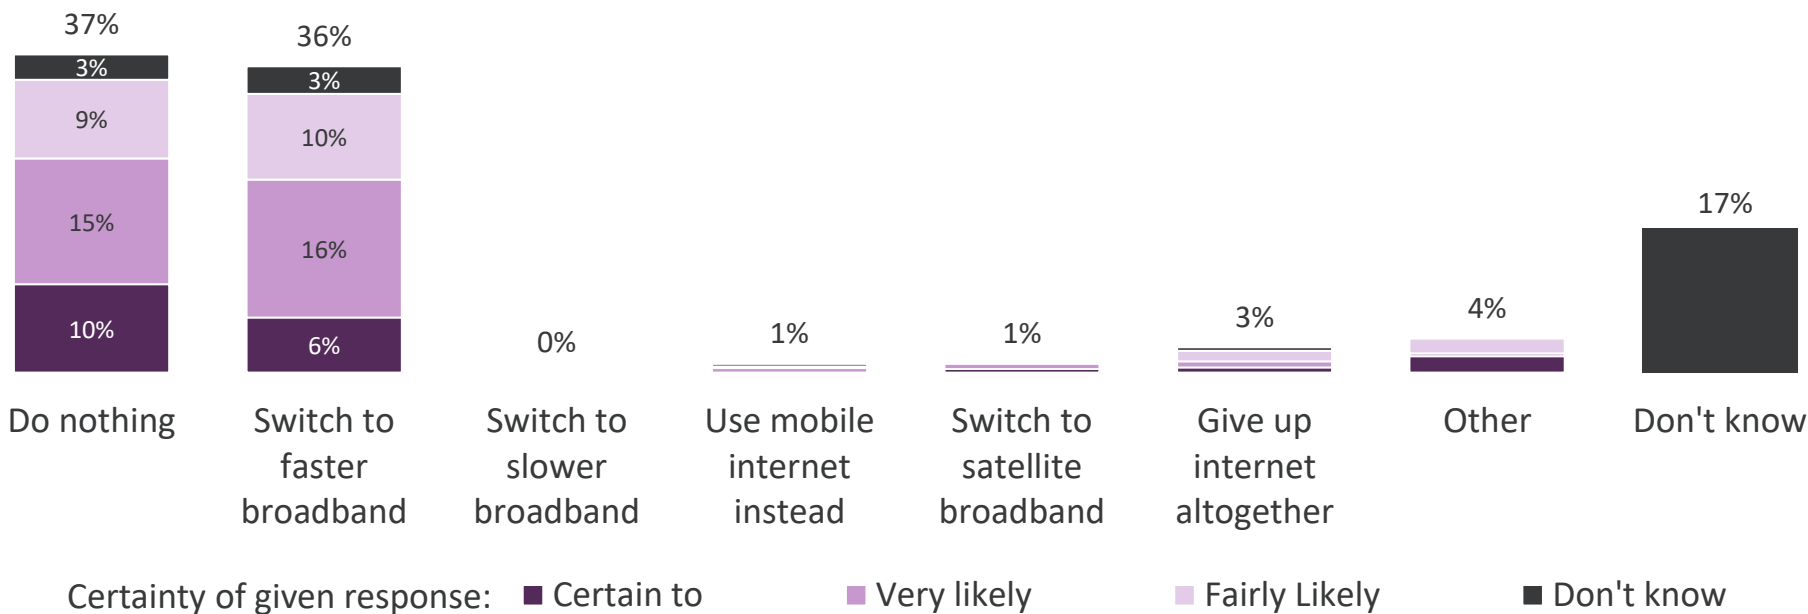 37%
3%
9%
15%
10%
36%
3%
10%
16%
6%
0%
1%
1%
3%
4%
17%
Do nothing
Switch to
faster
broadband
Switch to
slower
broadband
Use mobile
internet
instead
Switch to
satellite
broadband
Give up
internet
altogether
Other
Don't know
Certainty of given response: Certain to Very likely Fairly Likely Don't know